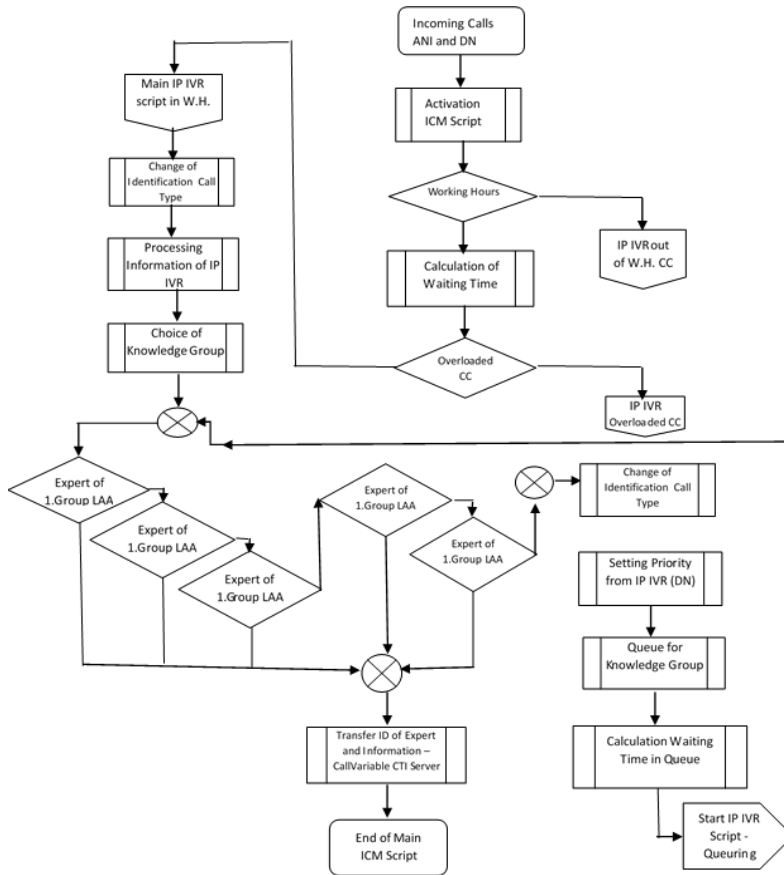 Incoming Calls
ANI and DN
Activation
ICM Script
Working Hours
IP IVR out
of W.H. CC
Calculation of
Waiting Time
Overloaded
CC
IP IVR
Overloaded CC
Main IP IVR
script in W.H.
Change of
Identification Call
Type
Processing
Information of IP
IVR
Choice of
Knowledge Group
Expert of
1.Group LAA
Expert of
1.Group LAA
Expert of
1.Group LAA
Expert of
1.Group LAA
Expert of
1.Group LAA
Change of
Identification Call
Type
Setting Priority
from IP IVR (DN)
Queue for
Knowledge Group
Calculation Waiting
Time in Queue
Start IP IVR
Script -
Queuring
Transfer ID of Expert
and Information –
CallVariable CTI Server
End of Main
ICM Script